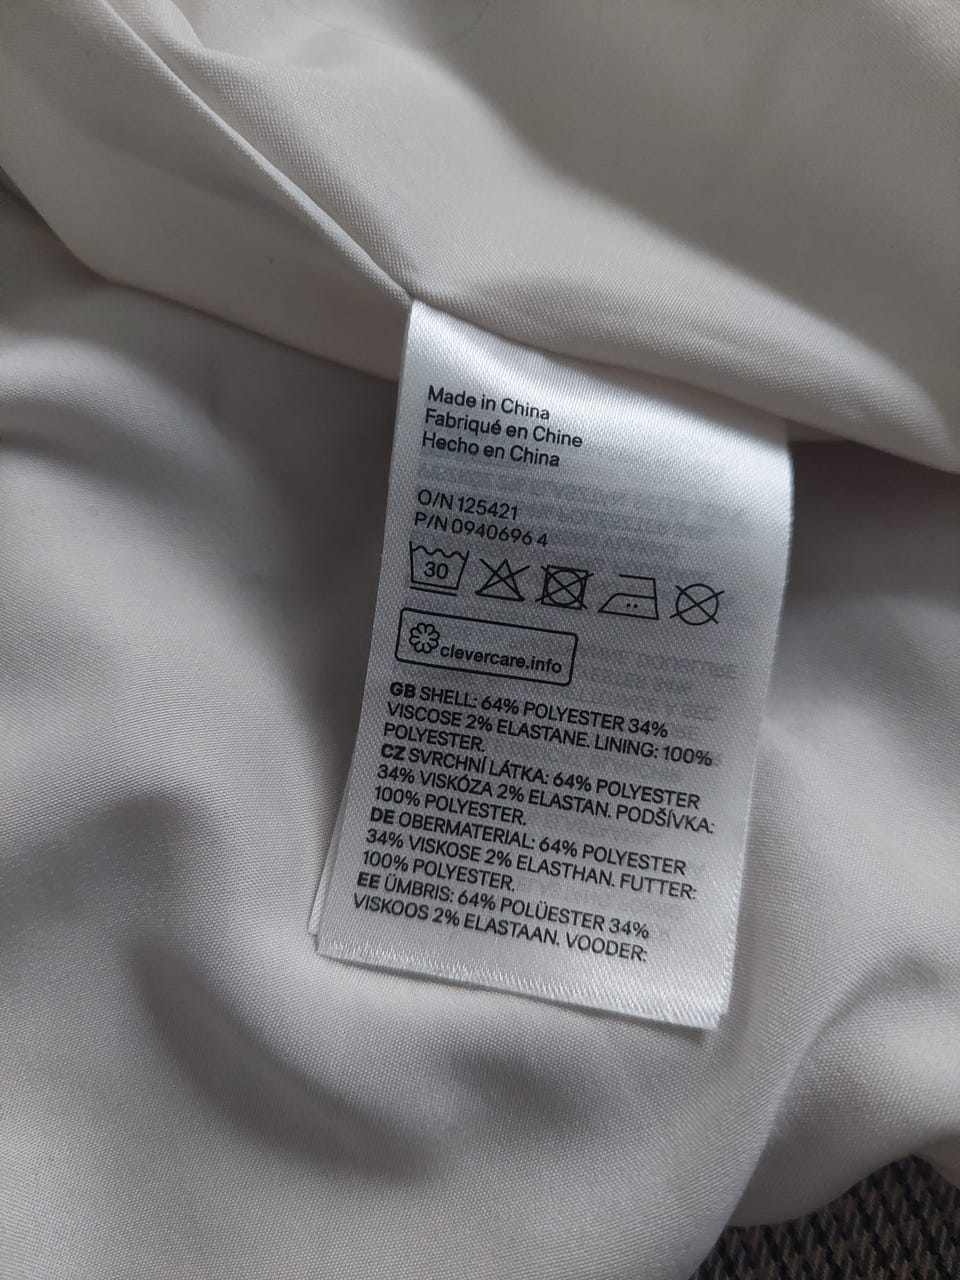 Made in China
Fabriqué en Chine
Hecho en China
O/N 125421
P/N 0940696 4
30
clevercare.info
GB SHELL: 64% POLYESTER 34%
VISCOSE 2% ELASTANE. LINING: 100%
POLYESTER.
CZ SVRCHNÍ LÁTKA: 64% POLYESTER
34% VISKÓZA 2% ELASTAN. PODŠÍVKA:
100% POLYESTER.
DE OBERMATERIAL: 64% POLYESTER
34% VISKOSE 2% ELASTHAN. FUTTER:
100% POLYESTER.
EE ÜMBRIS: 64% POLÜESTER 34%
VISKOOS 2% ELASTAAN. VOODER: